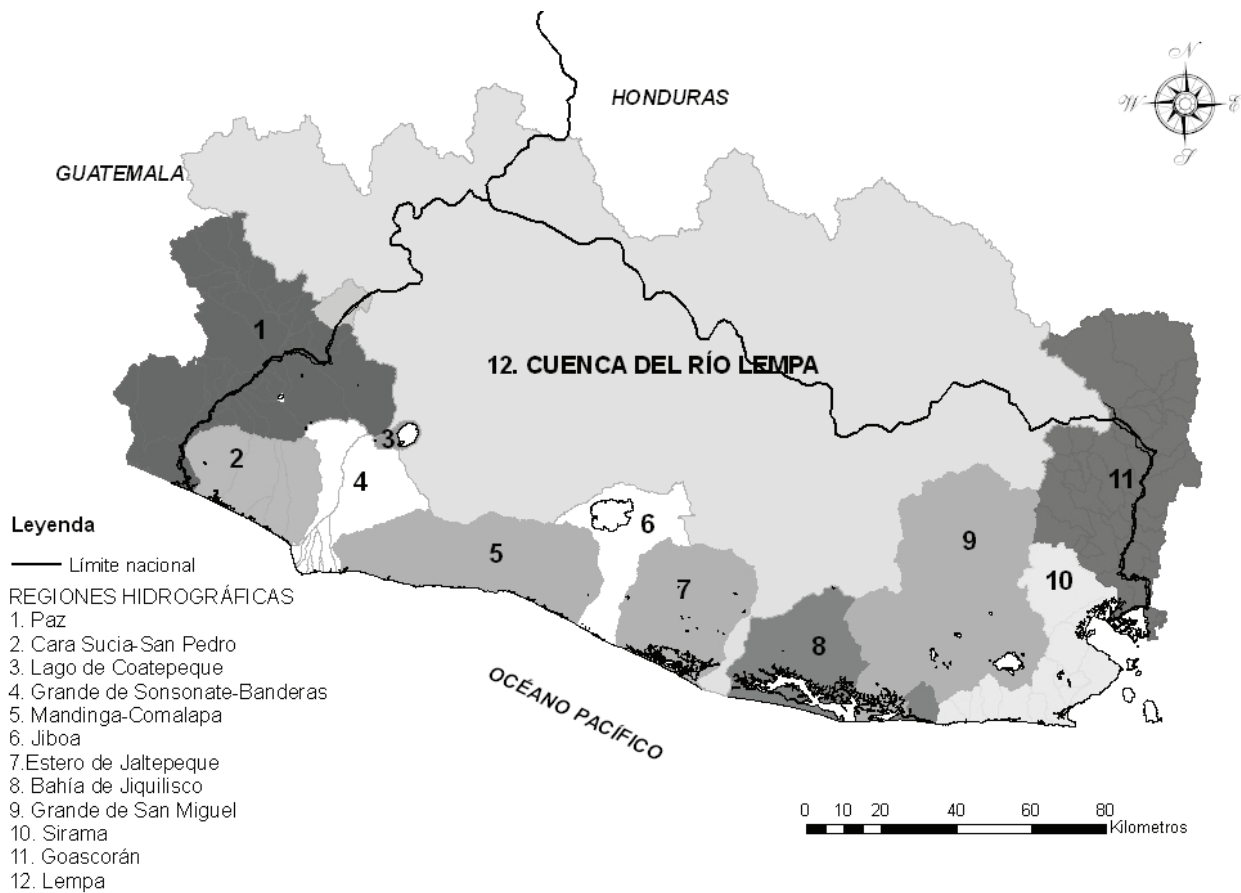 HONDURAS
GUATEMALA
N
W E
S
1
12. CUENCA DEL RÍO LEMPA
2
3
4
5
6
7
8
9
10
11
OCÉANO PACÍFICO
Leyenda
Límite nacional
REGIONES HIDROGRÁFICAS
1. Paz
2. Cara Sucia-San Pedro
3. Lago de Coatepeque
4. Grande de Sonsonate-Banderas
5. Mandinga-Comalapa
6. Jiboa
7.Estero de Jaltepeque
8. Bahía de Jiquilisco
9. Grande de San Miguel
10. Sirama
11. Goascorán
12. Lempa
0 10 20 40 60 80
Kilometros